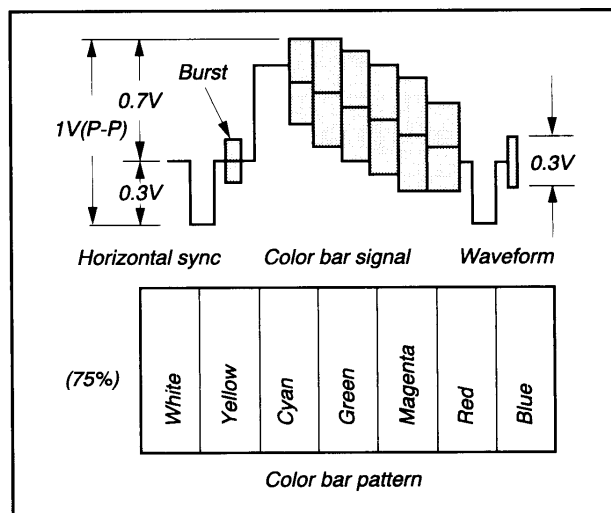 Burst
0.7V
1V(P-P)
0.3V
0.3V
Horizontal sync Color bar signal Waveform
(75%)
White
Yellow
Cyan
Green
Magenta
Red
Blue
Color bar pattern